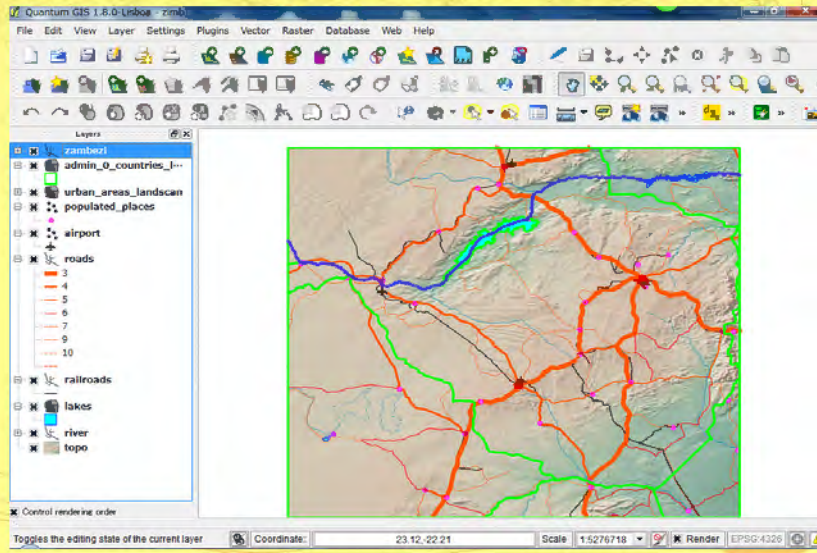 Quantum GIS 1.8.0-Lisboa - zimb
File Edit View Layer Settings Plugins Vector Raster Database Web Help
Layers
zambezi
admin_0_countries_l...
urban_areas_landscan
populated_places
airport
roads
3
4
5
6
7
9
10
railroads
lakes
river
topo
Control rendering order
Toggles the editing state of the current layer Coordinate: 23.12,-22.21 Scale 1:5276718 Render EPSG:4326